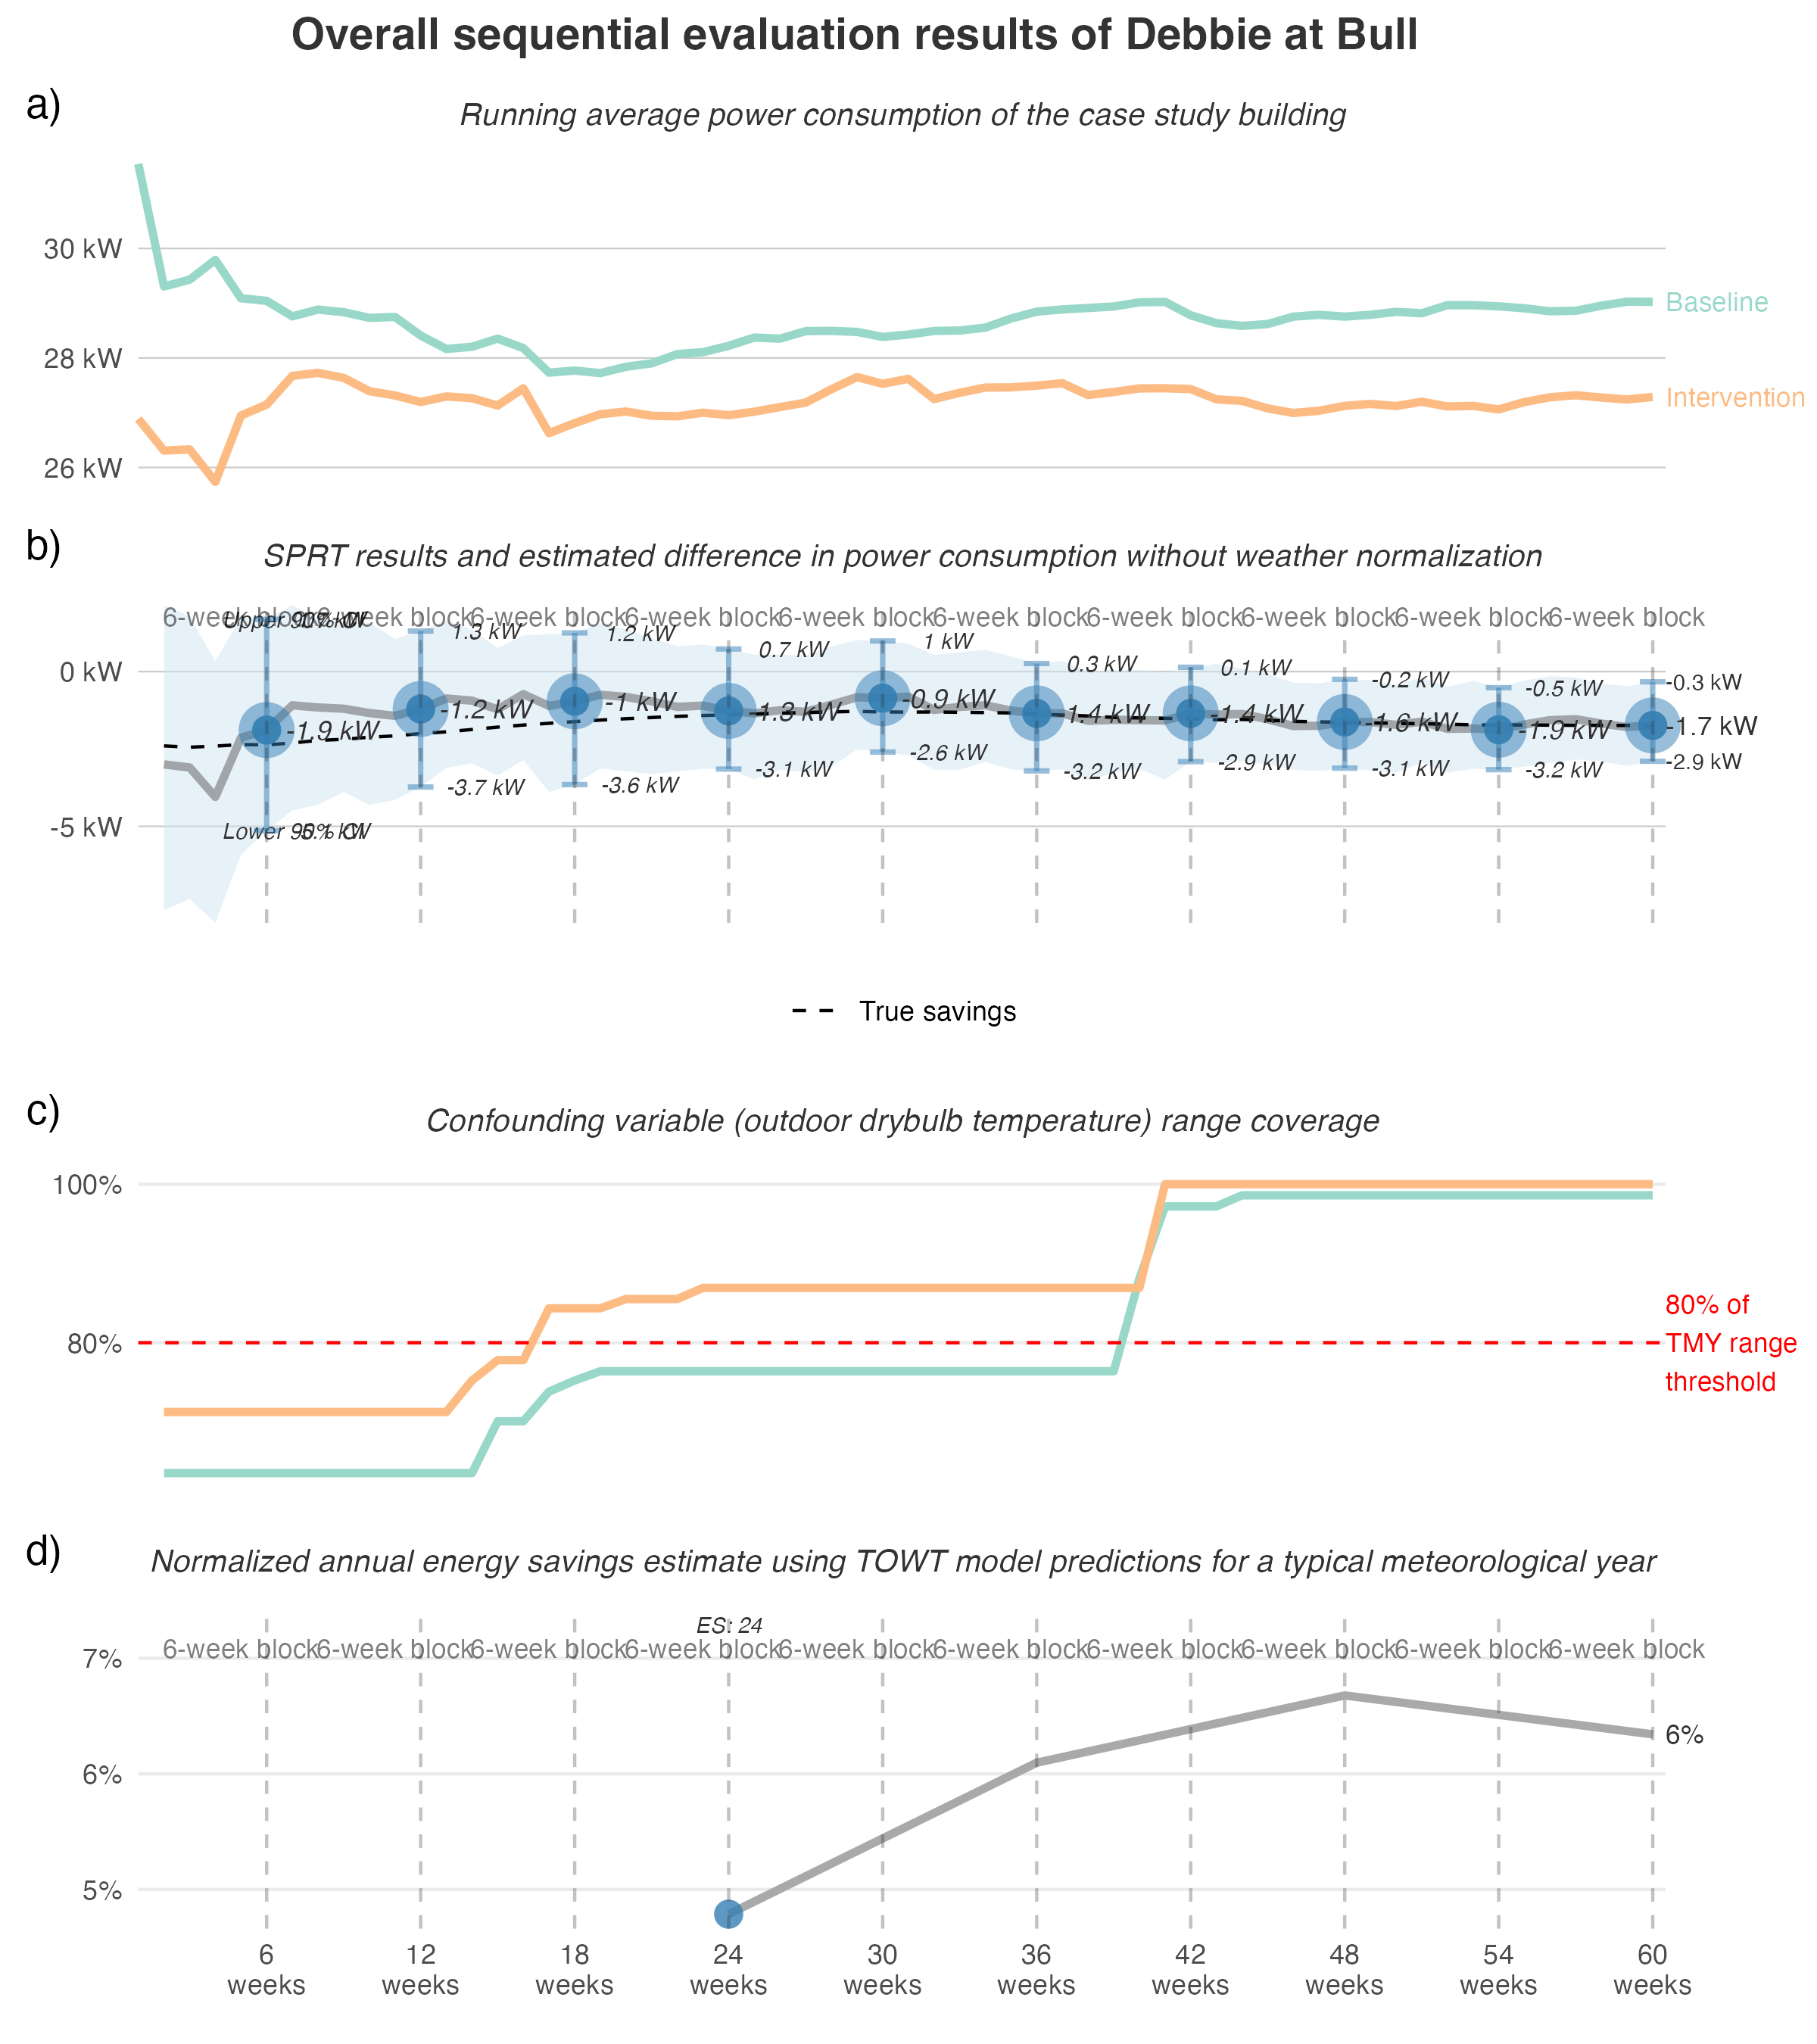 Overall sequential evaluation results of Debbie at Bull
a)
Running average power consumption of the case study building
30 kW
28 kW
26 kW
Baseline
Intervention
b)
SPRT results and estimated difference in power consumption without weather normalization
6-week block 6-week block 6-week block 6-week block 6-week block 6-week block 6-week block 6-week block 6-week block 6-week block
Upper 90% CI
1.3 kW 1.2 kW 0.7 kW 1 kW 0.3 kW 0.1 kW -0.2 kW -0.5 kW -0.3 kW
0 kW
-1.9 kW -1.2 kW -1 kW -1.3 kW -0.9 kW -1.4 kW -1.4 kW -1.6 kW -1.9 kW -1.7 kW
-3.7 kW -3.6 kW -3.1 kW -2.6 kW -3.2 kW -2.9 kW -3.1 kW -3.2 kW -2.9 kW
-5 kW
Lower 90% CI
True savings
c)
Confounding variable (outdoor drybulb temperature) range coverage
100%
80%
80% of
TMY range
threshold
d)
Normalized annual energy savings estimate using TOWT model predictions for a typical meteorological year
ES: 24
6-week block 6-week block 6-week block 6-week block 6-week block 6-week block 6-week block 6-week block 6-week block 6-week block
7%
6%
5%
6%
6 12 18 24 30 36 42 48 54 60
weeks weeks weeks weeks weeks weeks weeks weeks weeks weeks